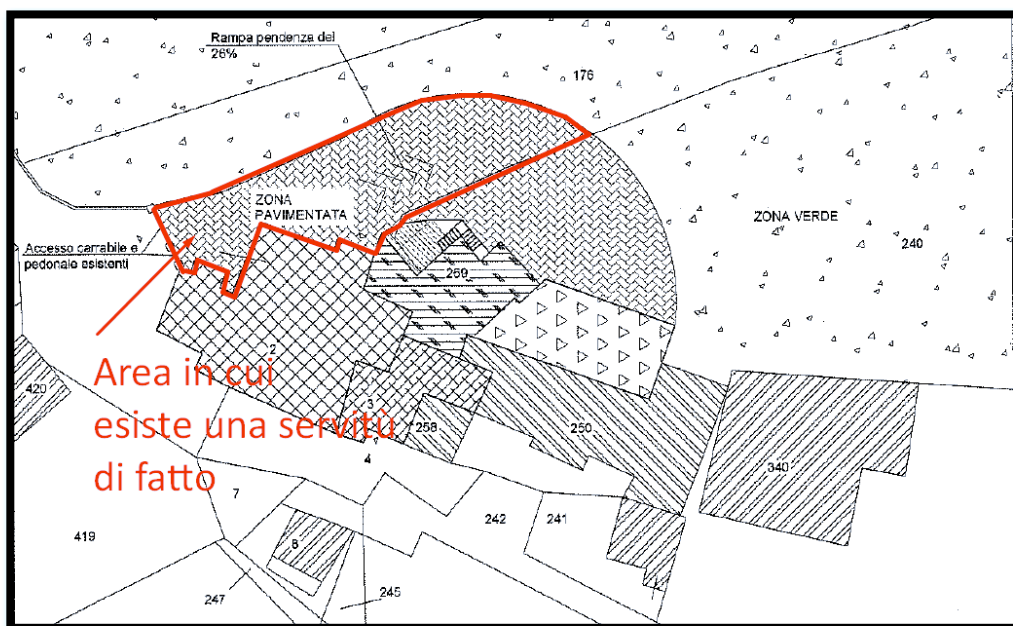 Rampa pendenza del
26%
176
ZONA
PAVIMENTATA
ZONA VERDE
240
Accesso carrabile e
pedonale esistenti
259
2
Area in cui
esiste una servitù
di fatto
420
3
258
250
340
4
7
242
241
419
8
247
245